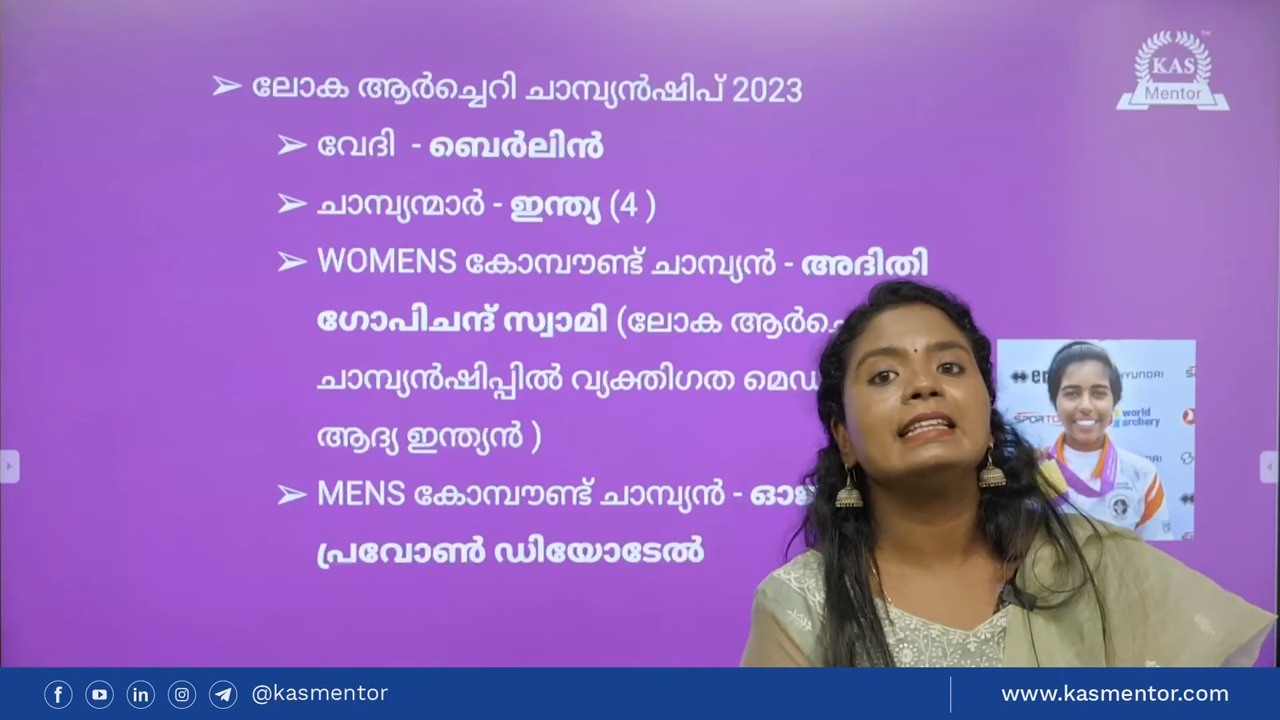 ➢ ലോക ആർച്ചെറി ചാമ്പ്യൻഷിപ് 2023
➢ വേദി - ബെർലിൻ
➢ ചാമ്പ്യന്മാർ - ഇന്ത്യ (4 )
➢ WOMENS കോമ്പൗണ്ട് ചാമ്പ്യൻ - അദിതി
ഗോപിചന്ദ് സ്വാമി (ലോക
ചാമ്പ്യൻഷിപ്പിൽ വ്യക്തിഗത
ആദ്യ ഇന്ത്യൻ )
➢ MENS കോമ്പൗണ്ട് ചാമ്പ്യൻ -
പ്രവോൺ ഡിയോടേൽ
KAS
Mentor
TM
HYUNDAI
world
archery
@kasmentor
www.kasmentor.com